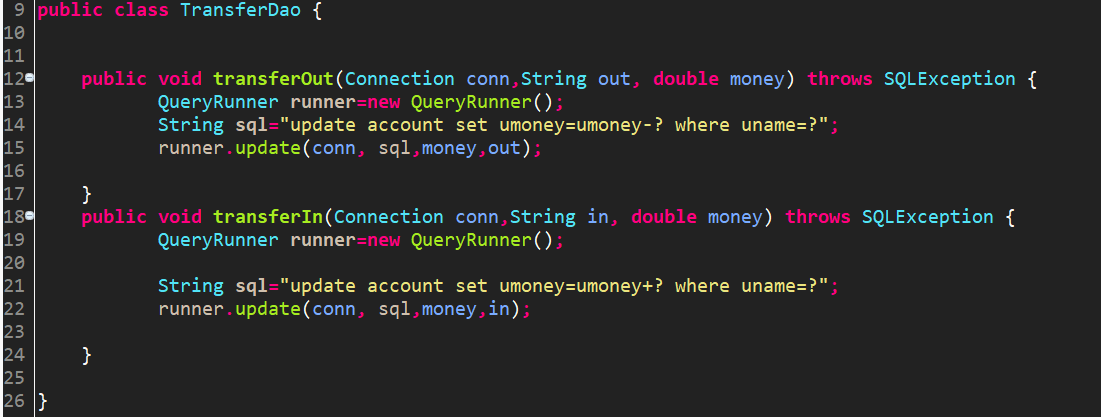 9 public class TransferDao {
10
11
12 public void transferOut(Connection conn,String out, double money) throws SQLException {
13 QueryRunner runner=new QueryRunner();
14 String sql="update account set umoney=umoney-? where uname=?";
15 runner.update(conn, sql,money,out);
16
17 }
18 public void transferIn(Connection conn,String in, double money) throws SQLException {
19 QueryRunner runner=new QueryRunner();
20
21 String sql="update account set umoney=umoney+? where uname=?";
22 runner.update(conn, sql,money,in);
23
24 }
25
26 }